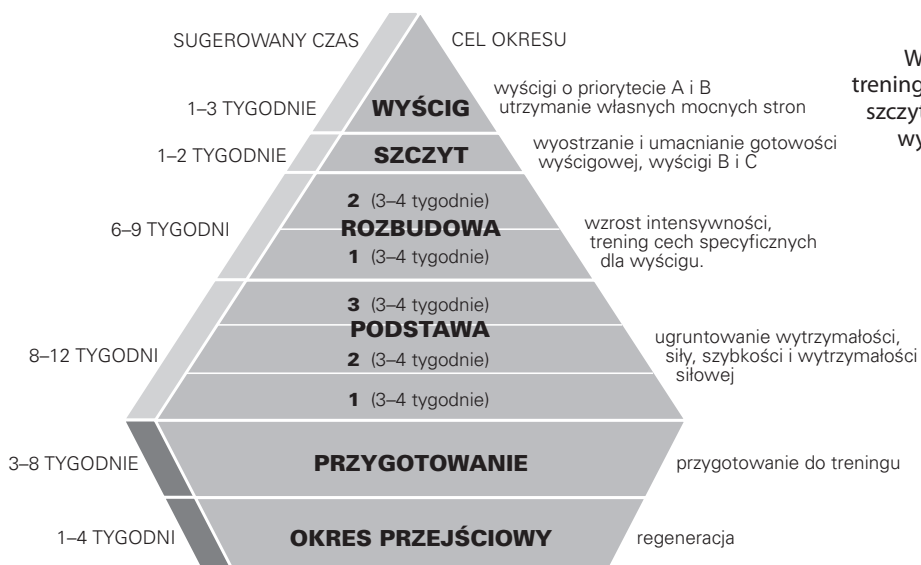 SUGEROWANY CZAS
CEL OKRESU
1–3 TYGODNIE
WYŚCIG
wyścigi o priorytecie A i B
utrzymanie własnych mocnych stron
1–2 TYGODNIE
SZCZYT
wyostrzanie i umacnianie gotowości
wyścigowej, wyścigi B i C
6–9 TYGODNI
2 (3–4 tygodnie)
ROZBUDOWA
1 (3–4 tygodnie)
wzrost intensywności,
trening cech specyficznych
dla wyścigu.
8–12 TYGODNI
3 (3–4 tygodnie)
PODSTAWA
2 (3–4 tygodnie)
1 (3–4 tygodnie)
ugruntowanie wytrzymałości,
siły, szybkości i wytrzymałości
siłowej
3–8 TYGODNIE
PRZYGOTOWANIE
przygotowanie do treningu
1–4 TYGODNI
OKRES PRZEJŚCIOWY
regeneracja
W
trening
szczyt
wy